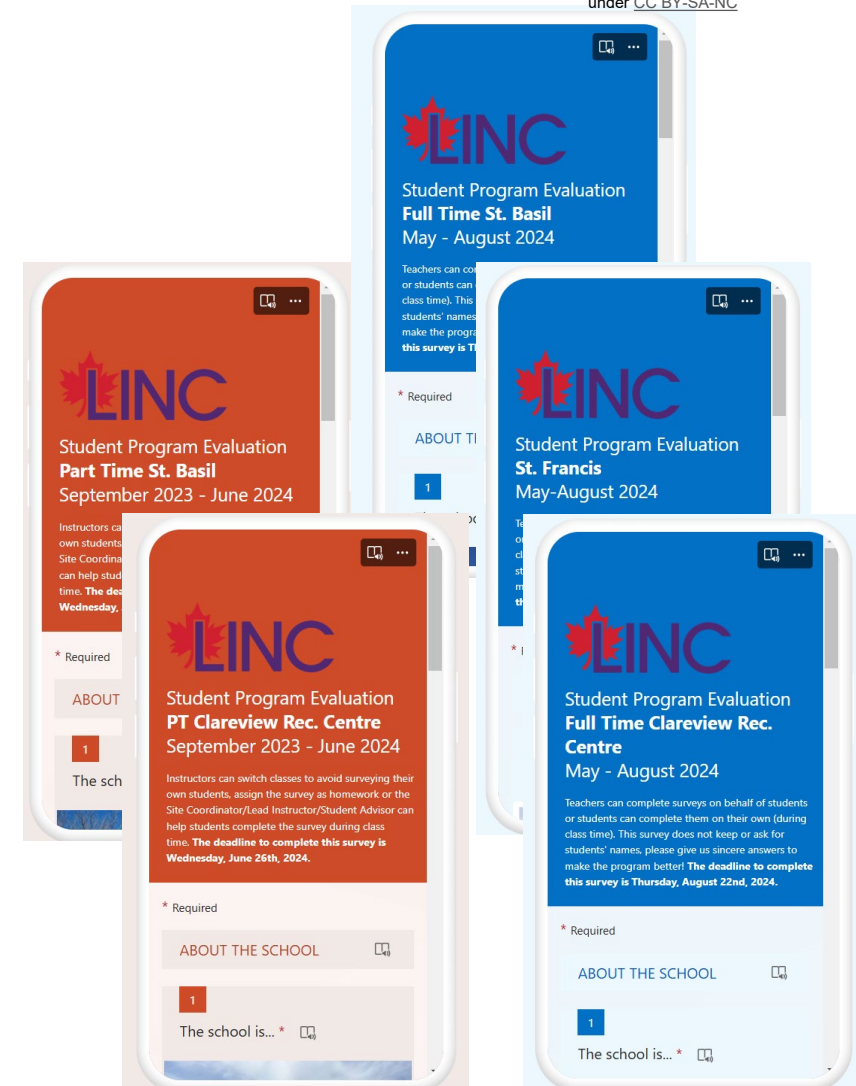 under CC BY-SA-NC
LINC
Student Program Evaluation
Full Time St. Basil
May - August 2024
Teachers can
or students can
class time). This
students' names
make the
this survey is
* Required
ABOUT
1
LINC
Student Program Evaluation
Part Time St. Basil
September 2023 - June 2024
Instructors
own students
Site
can help
time. The
Wednesday,
* Required
ABOUT
1
The
LINC
Student Program Evaluation
St. Francis
May-August 2024
*
LINC
Student Program Evaluation
PT Clareview Rec. Centre
September 2023 - June 2024
Instructors can switch classes to avoid surveying their
own students, assign the survey as homework or the
Site Coordinator/Lead Instructor/Student Advisor can
help students complete the survey during class
time. The deadline to complete this survey is
Wednesday, June 26th, 2024.
* Required
ABOUT THE SCHOOL
1
The school is... *
LINC
Student Program Evaluation
Full Time Clareview Rec.
Centre
May - August 2024
Teachers can complete surveys on behalf of students
or students can complete them on their own (during
class time). This survey does not keep or ask for
students' names, please give us sincere answers to
make the program better! The deadline to complete
this survey is Thursday, August 22nd, 2024.
* Required
ABOUT THE SCHOOL
1
The school is... *